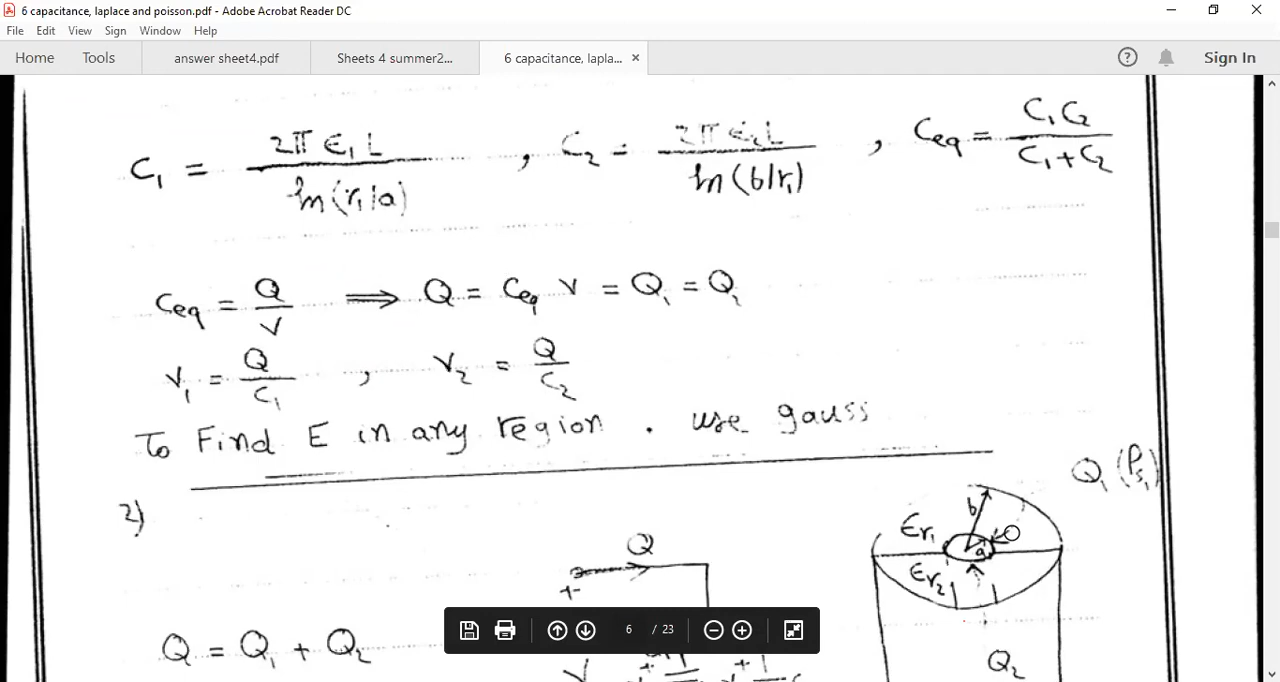 6 capacitance, laplace and poisson.pdf - Adobe Acrobat Reader DC
File Edit View Sign Window Help
Home Tools answer sheet4.pdf Sheets 4 summr2... 6 capacitance, lapla... × Sign In
C₁ = 2π ϵ₁ L / ln(r₁/a) , C₂ = 2π ϵ₂ L / ln(b/r₁) , Ceq = C₁C₂ / C₁+C₂
Ceq = Q / V ⟹ Q = Ceq V = Q₁ = Q₂
V₁ = Q / C₁ , V₂ = Q / C₂
To Find E in any region . use gauss
Q₁ (ρs₁)
2)
b
Q
ϵr₁ a
ϵr₂
+
6 / 23
Q = Q₁ + Q₂
Q₂
V + +